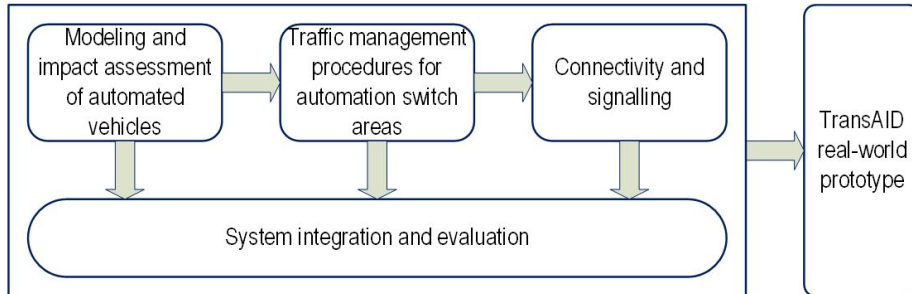 Modeling and
impact assessment
of automated
vehicles
Traffic management
procedures for
automation switch
areas
Connectivity and
signalling
System integration and evaluation
TransAID
real-world
prototype